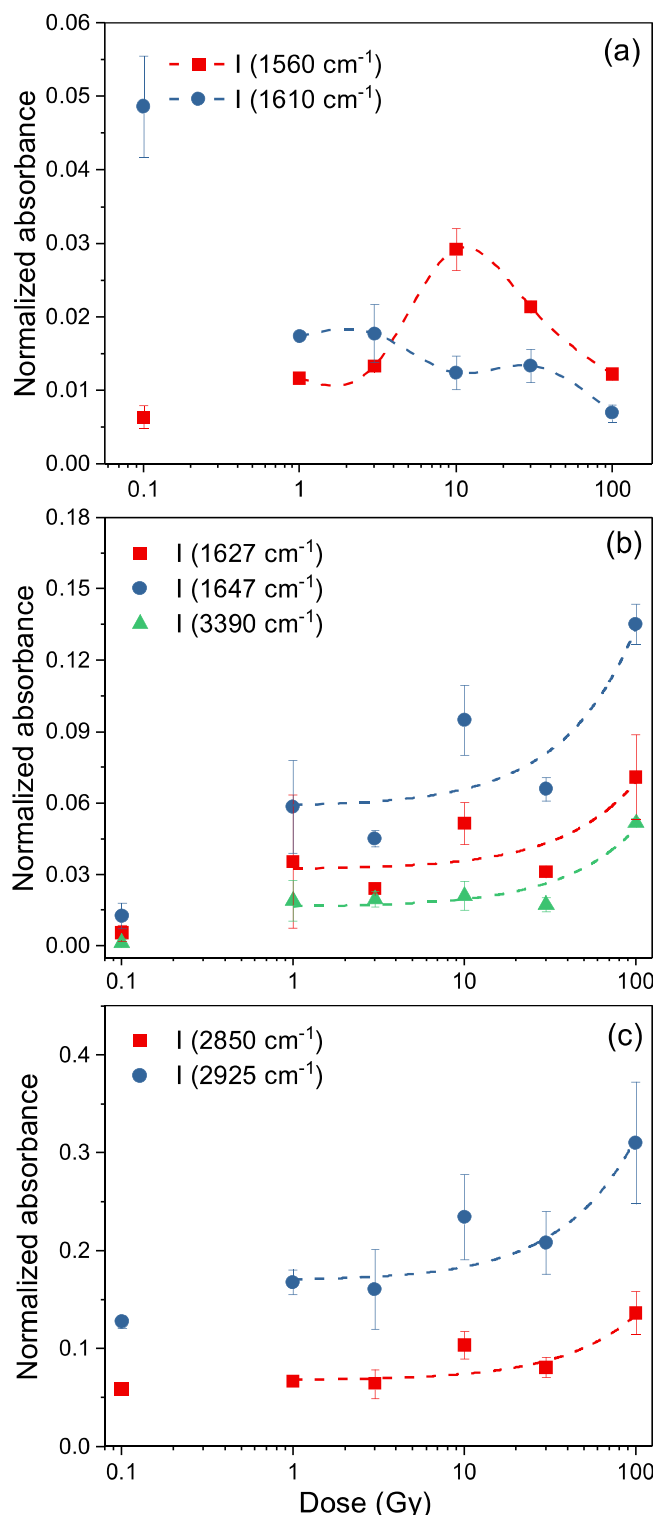 (a)
I (1560 cm⁻¹)
I (1610 cm⁻¹)
Normalized absorbance
0.06
0.05
0.04
0.03
0.02
0.01
0.00
0.1 1 10 100
(b)
I (1627 cm⁻¹)
I (1647 cm⁻¹)
I (3390 cm⁻¹)
Normalized absorbance
0.18
0.15
0.12
0.09
0.06
0.03
0.00
0.1 1 10 100
(c)
I (2850 cm⁻¹)
I (2925 cm⁻¹)
Normalized absorbance
0.4
0.3
0.2
0.1
0.0
0.1 1 10 100
Dose (Gy)